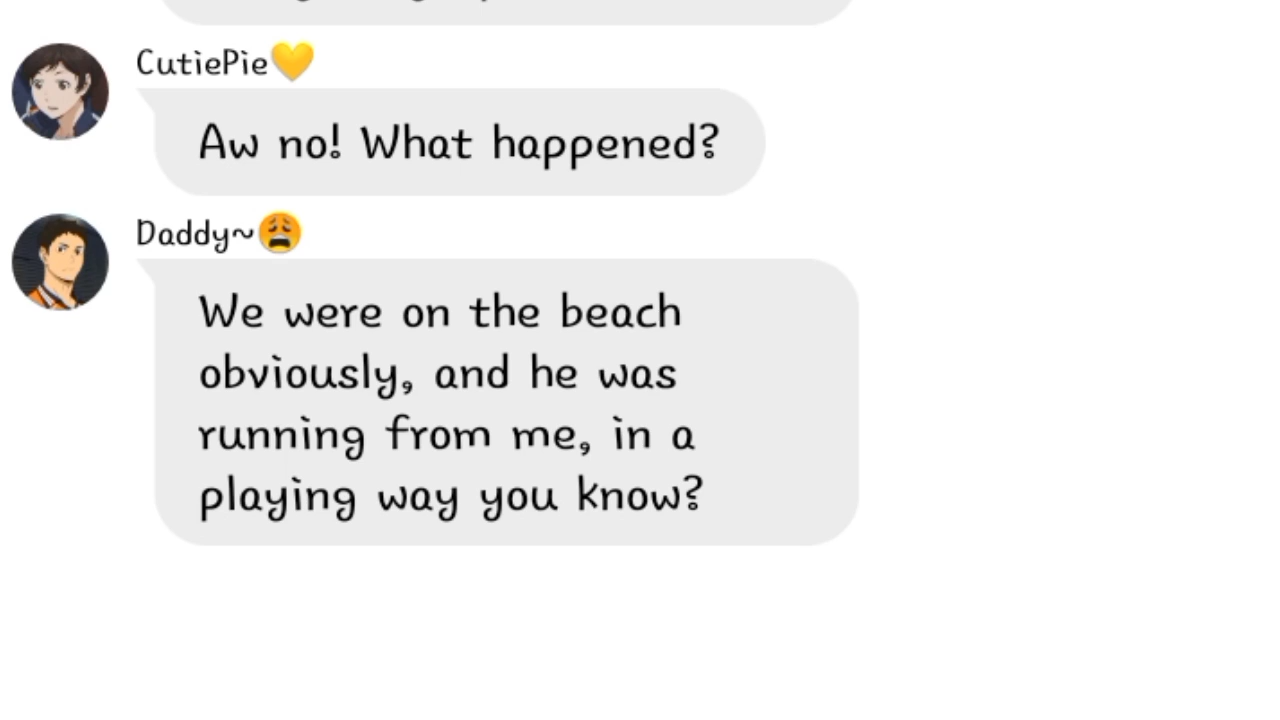 CutiePie💛
Aw no! What happened?
Daddy~😩
We were on the beach
obviously, and he was
running from me, in a
playing way you know?